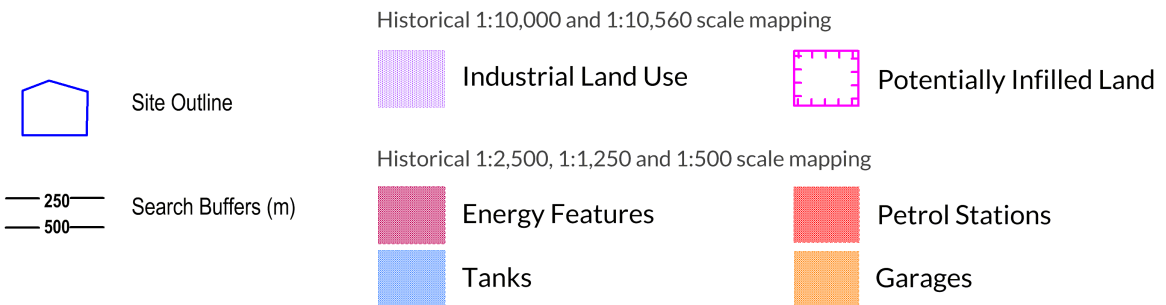 Historical 1:10,000 and 1:10,560 scale mapping
Industrial Land Use
Potentially Infilled Land
Site Outline
Historical 1:2,500, 1:1,250 and 1:500 scale mapping
250
500
Search Buffers (m)
Energy Features
Petrol Stations
Tanks
Garages